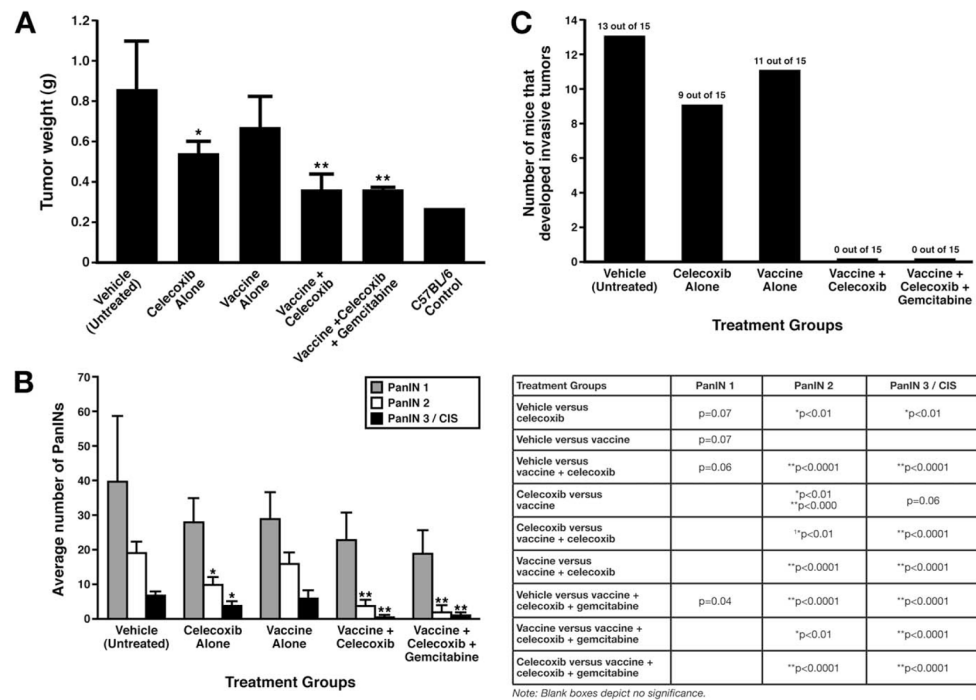 A
Tumor weight (g)
1.2
1.0
0.8
0.6
0.4
0.2
0
*
**
**
Vehicle
(Untreated)
Celecoxib
Alone
Vaccine
Alone
Vaccine +
Celecoxib
Vaccine +Celecoxib
+ Gemcitabine
C57BL/6
Control
C
Number of mice that
developed invasive tumors
14
12
10
8
6
4
2
0
13 out of 15
9 out of 15
11 out of 15
0 out of 15
0 out of 15
Vehicle
(Untreated)
Celecoxib
Alone
Vaccine
Alone
Vaccine +
Celecoxib
Vaccine +
Celecoxib +
Gemcitabine
Treatment Groups
B
Average number of PanINs
70
60
50
40
30
20
10
0
PanIN 1
PanIN 2
PanIN 3 / CIS
*
*
**
**
**
**
Vehicle
(Untreated)
Celecoxib
Alone
Vaccine
Alone
Vaccine +
Celecoxib
Vaccine +
Celecoxib +
Gemcitabine
Treatment Groups
Treatment Groups PanIN 1 PanIN 2 PanIN 3 / CIS
Vehicle versus
celecoxib p=0.07 *p<0.01 *p<0.01
Vehicle versus vaccine p=0.07
Vehicle versus
vaccine + celecoxib p=0.06 **p<0.0001 **p<0.0001
Celecoxib versus
vaccine *p<0.01
**p<0.000 p=0.06
Celecoxib versus
vaccine + celecoxib p<0.01 **p<0.0001
Vaccine versus
vaccine + celecoxib **p<0.0001 **p<0.0001
Vehicle versus vaccine +
celecoxib + gemcitabine p=0.04 **p<0.0001 **p<0.0001
Vaccine versus vaccine +
celecoxib + gemcitabine *p<0.01 **p<0.0001
Celecoxib versus vaccine +
celecoxib + gemcitabine **p<0.0001 **p<0.0001
Note: Blank boxes depict no significance.